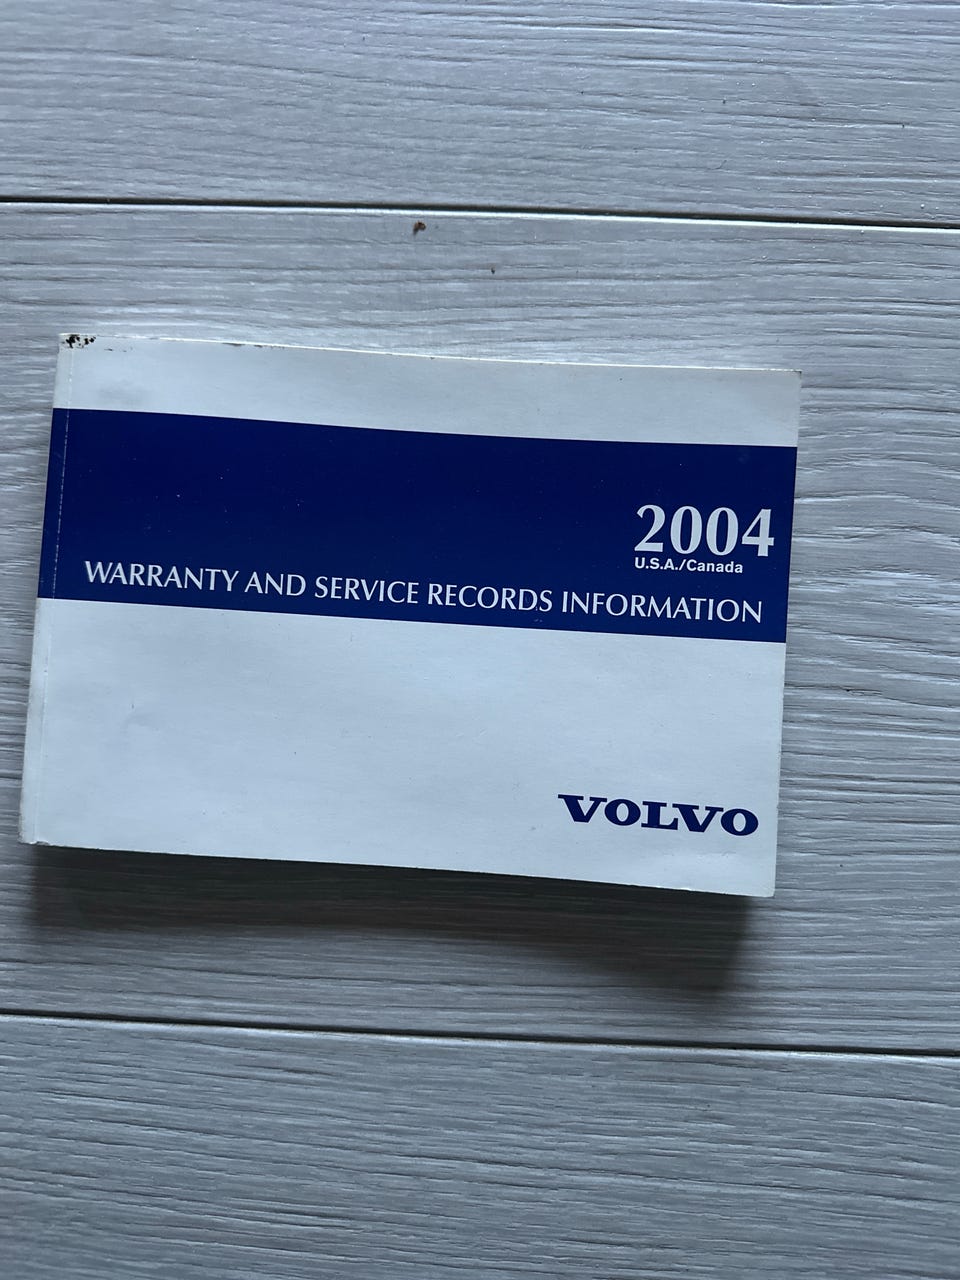 2004
U.S.A./Canada
WARRANTY AND SERVICE RECORDS INFORMATION
VOLVO